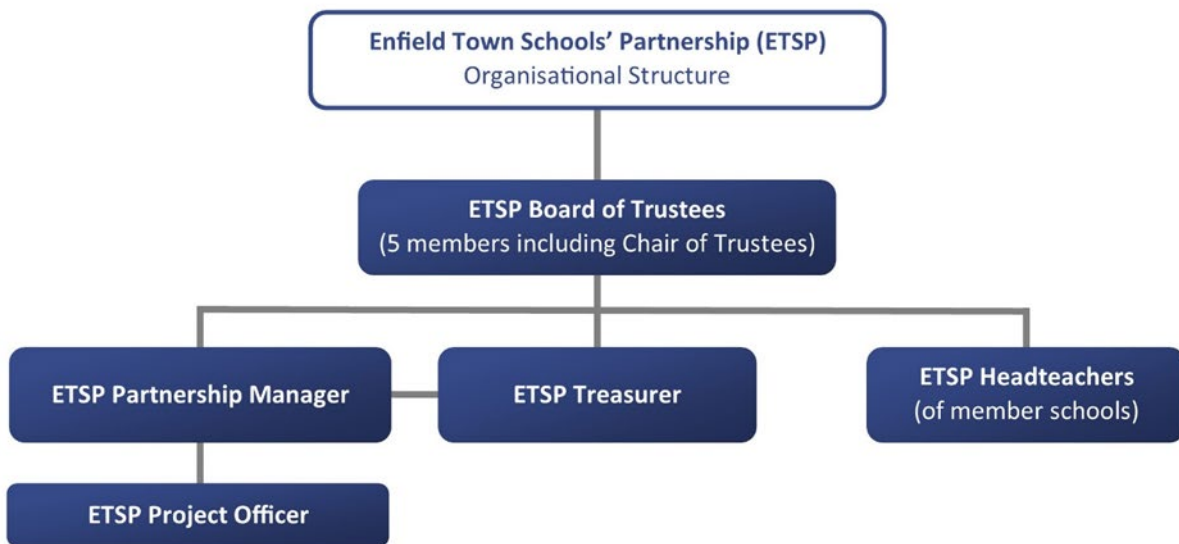 Enfield Town Schools’ Partnership (ETSP)
Organisational Structure
ETSP Board of Trustees
(5 members including Chair of Trustees)
ETSP Partnership Manager
ETSP Treasurer
ETSP Headteachers
(of member schools)
ETSP Project Officer